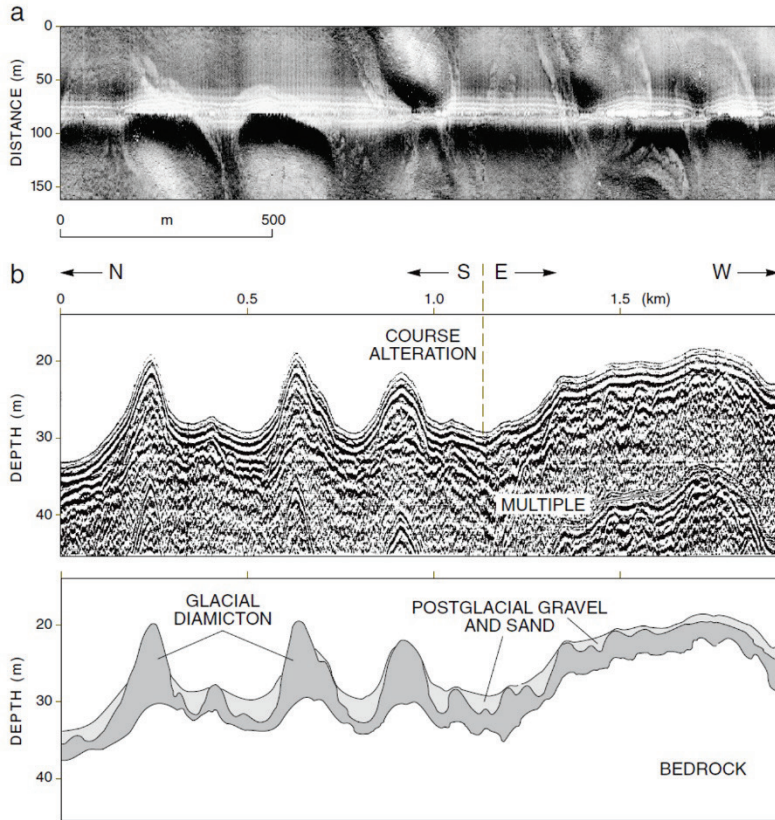 a
DISTANCE (m)
0
50
100
150
0 m 500
b
N S E W
0 0.5 1.0 1.5 (km)
COURSE
ALTERATION
DEPTH (m)
20
30
40
MULTIPLE
DEPTH (m)
20
30
40
GLACIAL
DIAMICTON
POSTGLACIAL GRAVEL
AND SAND
BEDROCK